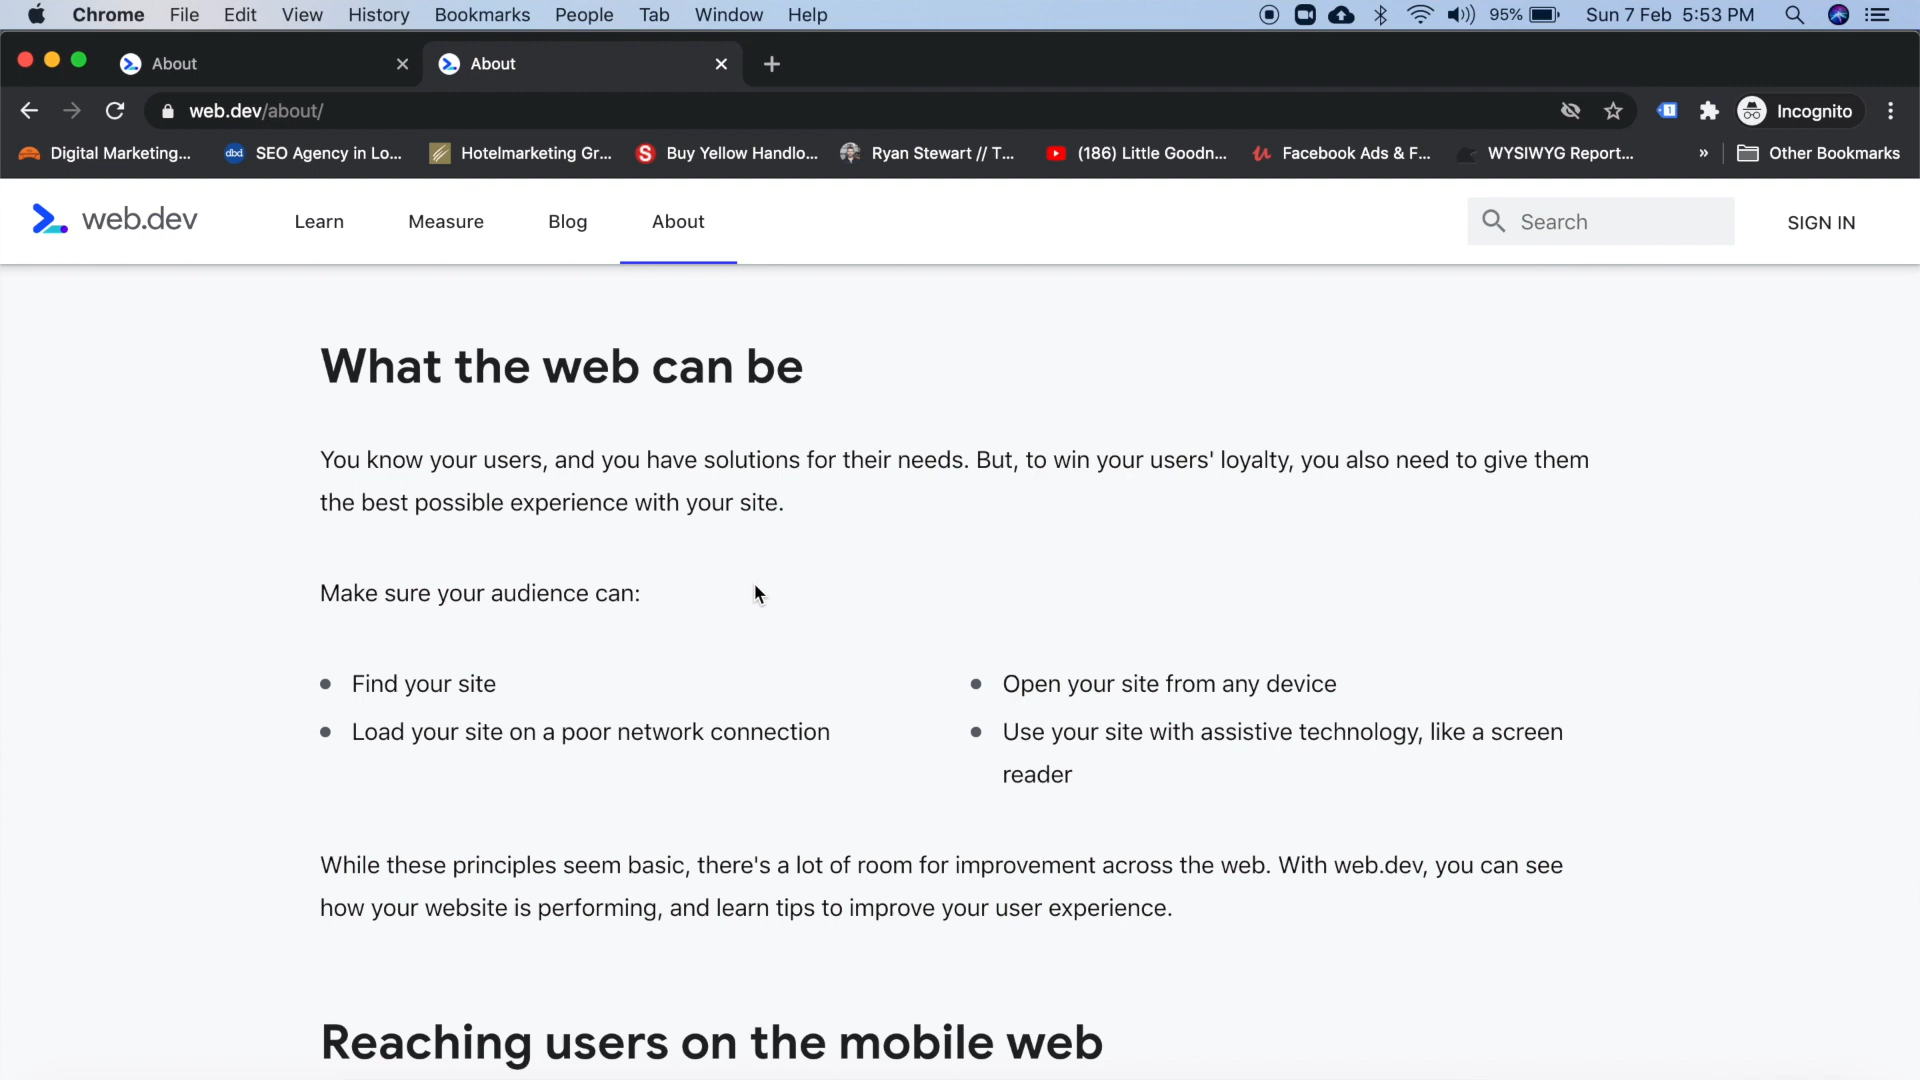 Chrome File Edit View History Bookmarks People Tab Window Help 95% Sun 7 Feb 5:53 PM
About About
web.dev/about/ 1 Incognito
Digital Marketing... dbd SEO Agency in Lo... Hotelmarketing Gr... S Buy Yellow Handlo... Ryan Stewart // T... (186) Little Goodn... Facebook Ads & F... WYSIWYG Report... » Other Bookmarks
web.dev Learn Measure Blog About Search SIGN IN
What the web can be
You know your users, and you have solutions for their needs. But, to win your users' loyalty, you also need to give them
the best possible experience with your site.
Make sure your audience can:
Find your site
Load your site on a poor network connection
Open your site from any device
Use your site with assistive technology, like a screen
reader
While these principles seem basic, there's a lot of room for improvement across the web. With web.dev, you can see
how your website is performing, and learn tips to improve your user experience.
Reaching users on the mobile web